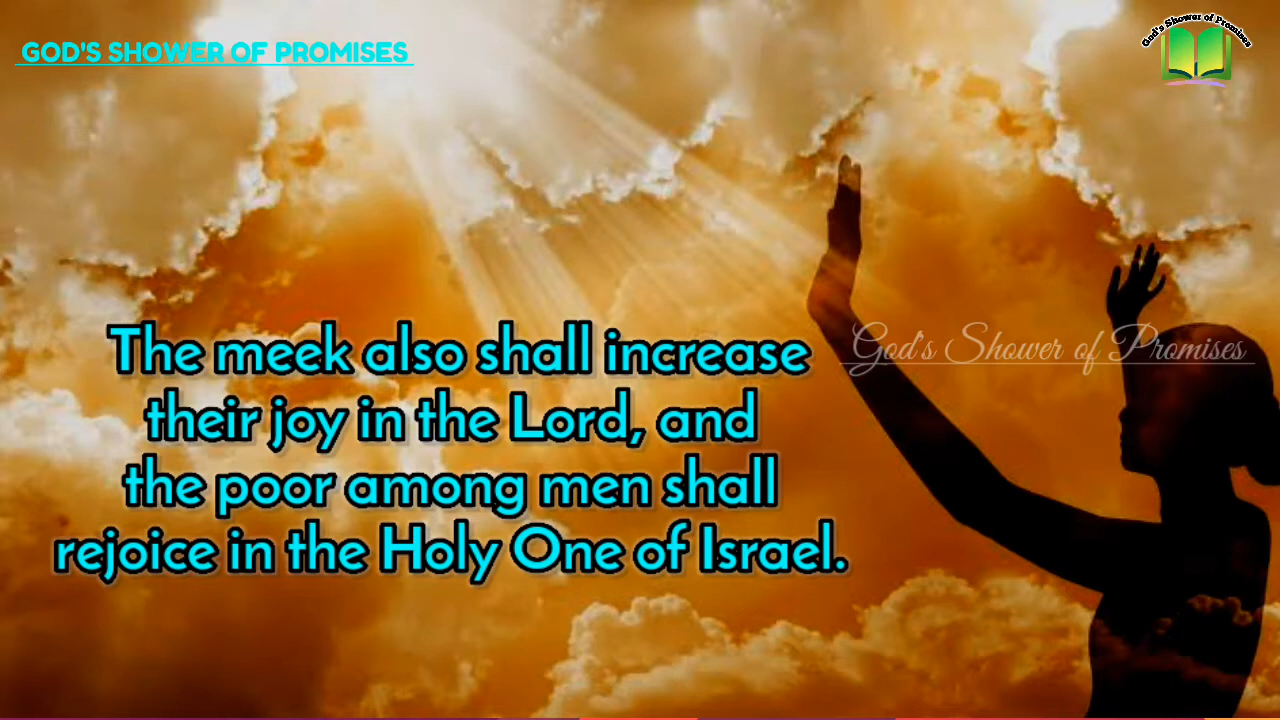 GOD'S SHOWER OF PROMISES
God's Shower of Promises
God's Shower of Promises
The meek also shall increase
their joy in the Lord, and
the poor among men shall
rejoice in the Holy One of Israel.